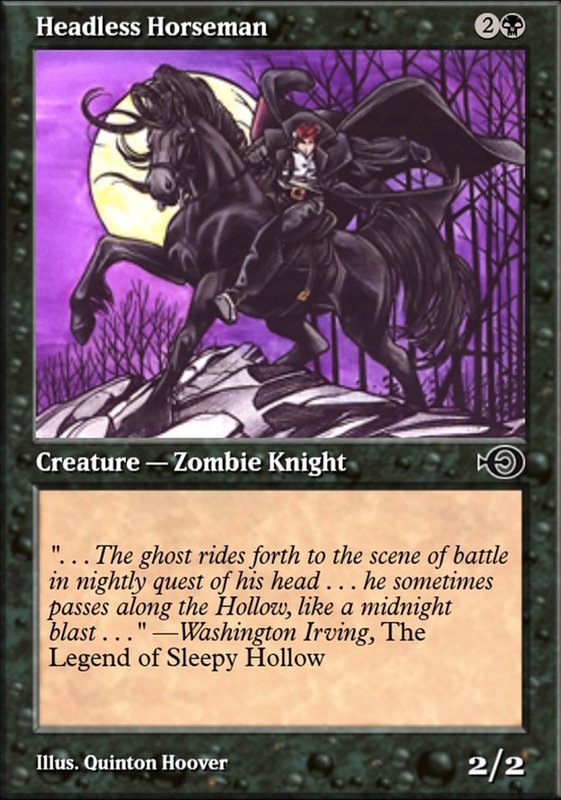 Headless Horseman 2
Creature — Zombie Knight
". . . The ghost rides forth to the scene of battle
in nightly quest of his head . . . he sometimes
passes along the Hollow, like a midnight
blast . . ." —Washington Irving, The
Legend of Sleepy Hollow
Illus. Quinton Hoover
2/2